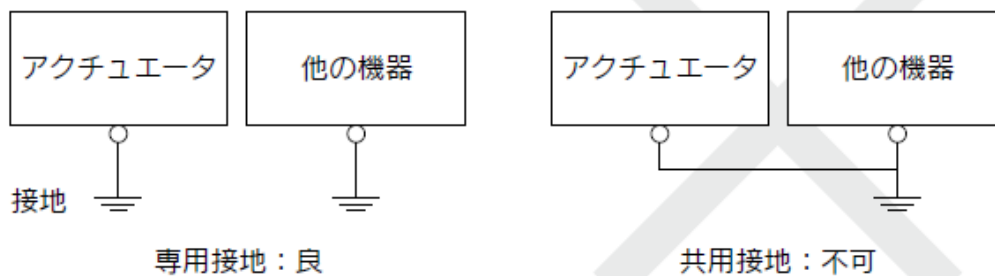 アクチュエータ 他の機器 アクチュエータ 他の機器
接地
専用接地：良 共用接地：不可